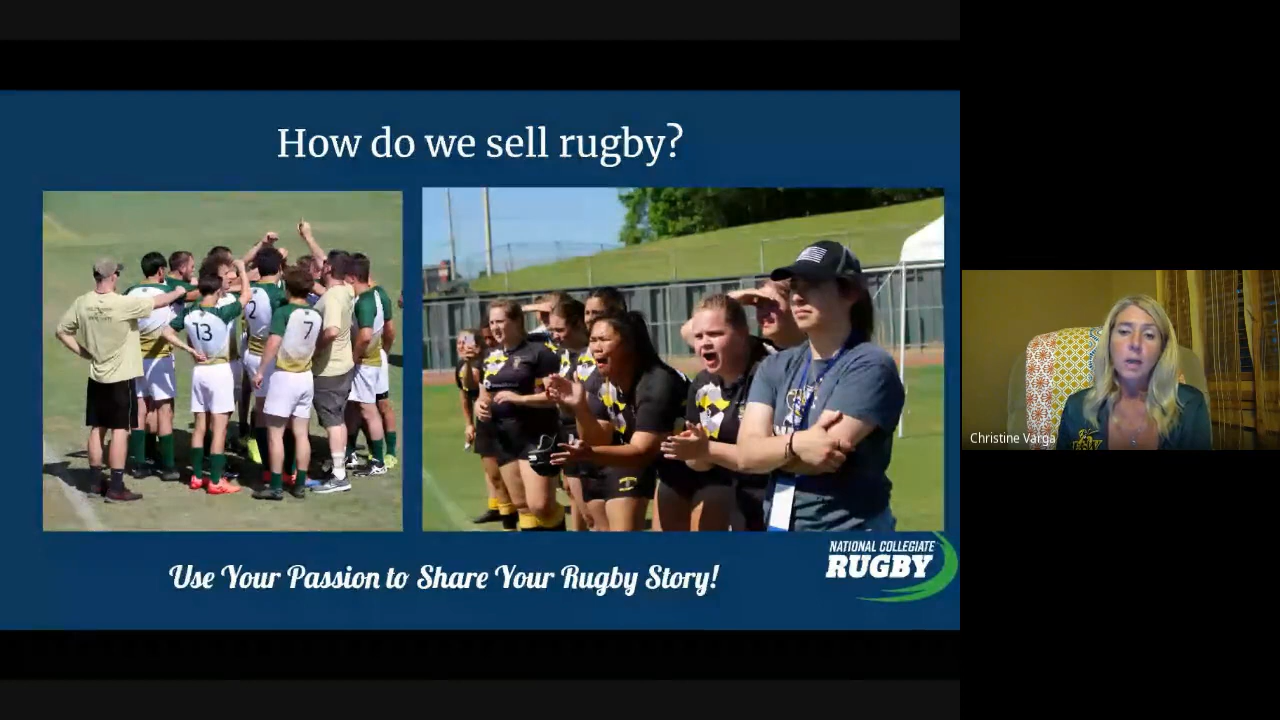 How do we sell rugby?
13
2
7
Use Your Passion to Share Your Rugby Story!
NATIONAL COLLEGIATE
RUGBY
Christine Varga